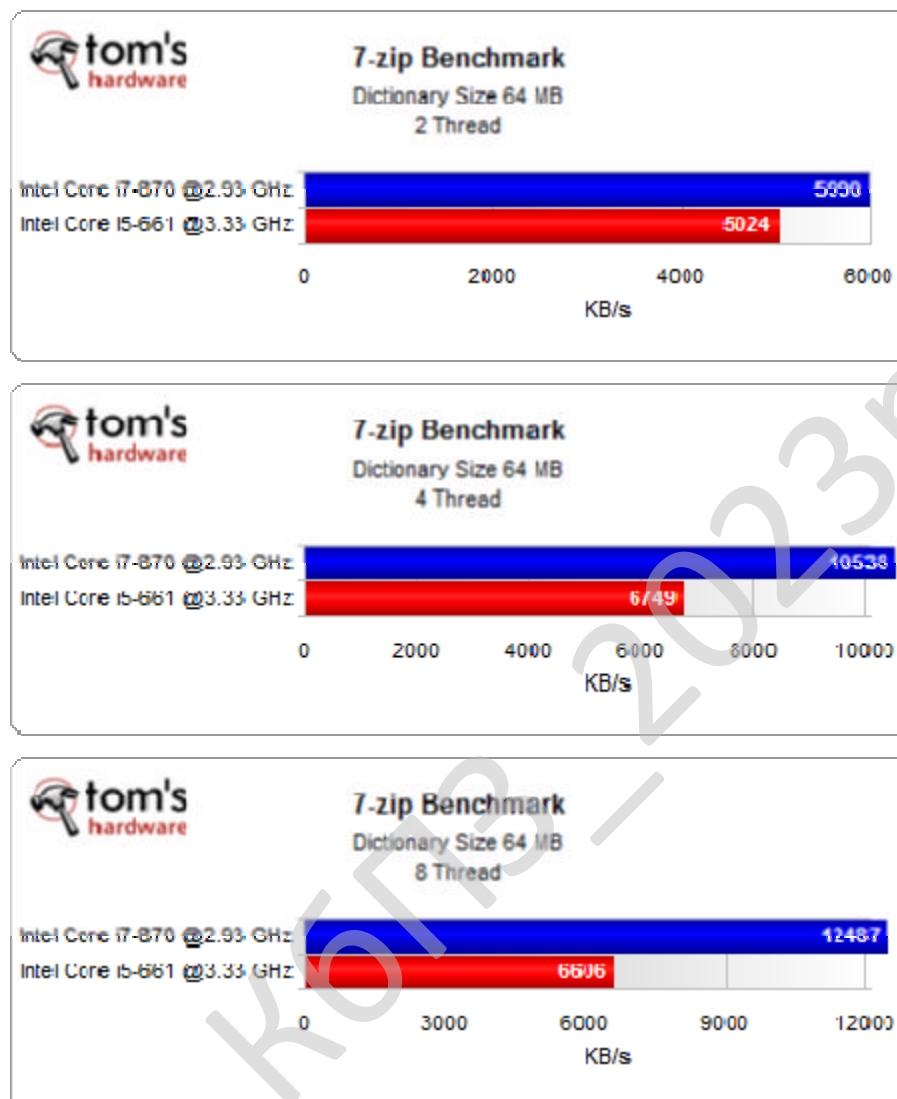 tom's
hardware
7-zip Benchmark
Dictionary Size 64 MB
2 Thread
Intel Core i7-870 @2.93 GHz
5990
Intel Core i5-661 @3.33 GHz
5024
0 2000 4000 6000
KB/s
tom's
hardware
7-zip Benchmark
Dictionary Size 64 MB
4 Thread
Intel Core i7-870 @2.93 GHz
10538
Intel Core i5-661 @3.33 GHz
6749
0 2000 4000 6000 8000 10000
KB/s
tom's
hardware
7-zip Benchmark
Dictionary Size 64 MB
8 Thread
Intel Core i7-870 @2.93 GHz
12487
Intel Core i5-661 @3.33 GHz
6606
0 3000 6000 9000 12000
KB/s